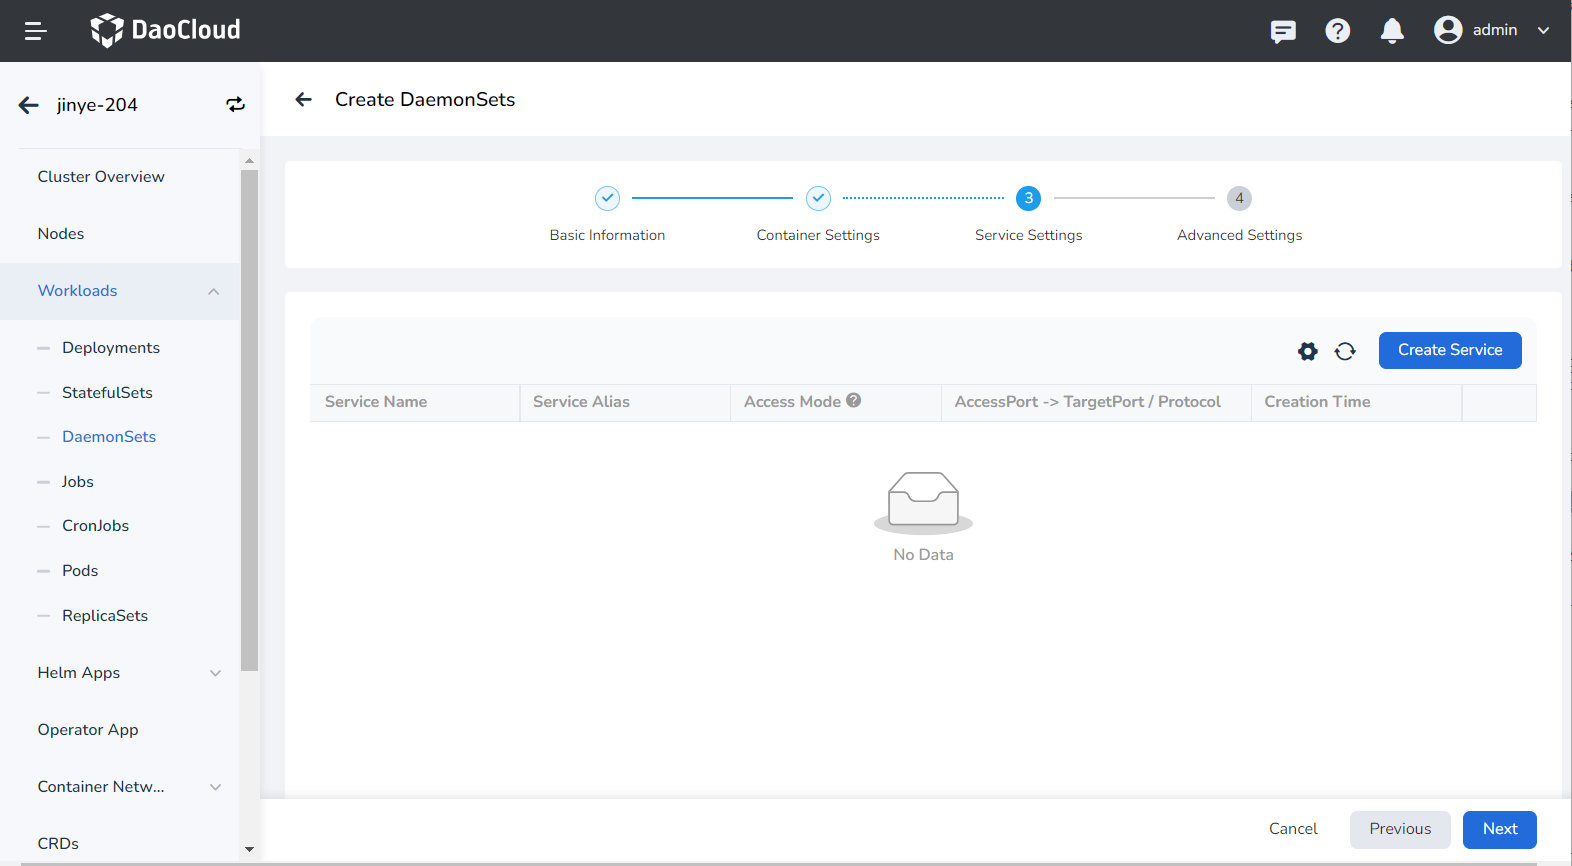 DaoCloud
admin
jinye-204
Create DaemonSets
Cluster Overview
Nodes
Workloads
Deployments
StatefulSets
DaemonSets
Jobs
CronJobs
Pods
ReplicaSets
Helm Apps
Operator App
Container Netw...
CRDs
3
4
Basic Information
Container Settings
Service Settings
Advanced Settings
Create Service
Service Name
Service Alias
Access Mode
AccessPort -> TargetPort / Protocol
Creation Time
No Data
Cancel
Previous
Next